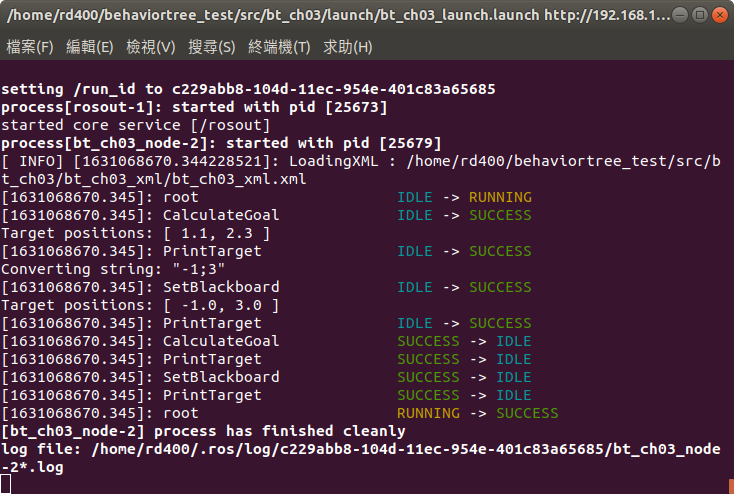 /home/rd400/behaviortree_test/src/bt_ch03/launch/bt_ch03_launch.launch http://192.168.1...
檔案(F) 編輯(E) 檢視(V) 搜尋(S) 終端機(T) 求助(H)
setting /run_id to c229abb8-104d-11ec-954e-401c83a65685
process[rosout-1]: started with pid [25673]
started core service [/rosout]
process[bt_ch03_node-2]: started with pid [25679]
[ INFO] [1631068670.344228521]: LoadingXML : /home/rd400/behaviortree_test/src/b
t_ch03/bt_ch03_xml/bt_ch03_xml.xml
[1631068670.345]: root IDLE -> RUNNING
[1631068670.345]: CalculateGoal IDLE -> SUCCESS
Target positions: [ 1.1, 2.3 ]
[1631068670.345]: PrintTarget IDLE -> SUCCESS
Converting string: "-1;3"
[1631068670.345]: SetBlackboard IDLE -> SUCCESS
Target positions: [ -1.0, 3.0 ]
[1631068670.345]: PrintTarget IDLE -> SUCCESS
[1631068670.345]: CalculateGoal SUCCESS -> IDLE
[1631068670.345]: PrintTarget SUCCESS -> IDLE
[1631068670.345]: SetBlackboard SUCCESS -> IDLE
[1631068670.345]: PrintTarget SUCCESS -> IDLE
[1631068670.345]: root RUNNING -> SUCCESS
[bt_ch03_node-2] process has finished cleanly
log file: /home/rd400/.ros/log/c229abb8-104d-11ec-954e-401c83a65685/bt_ch03_node
-2*.log